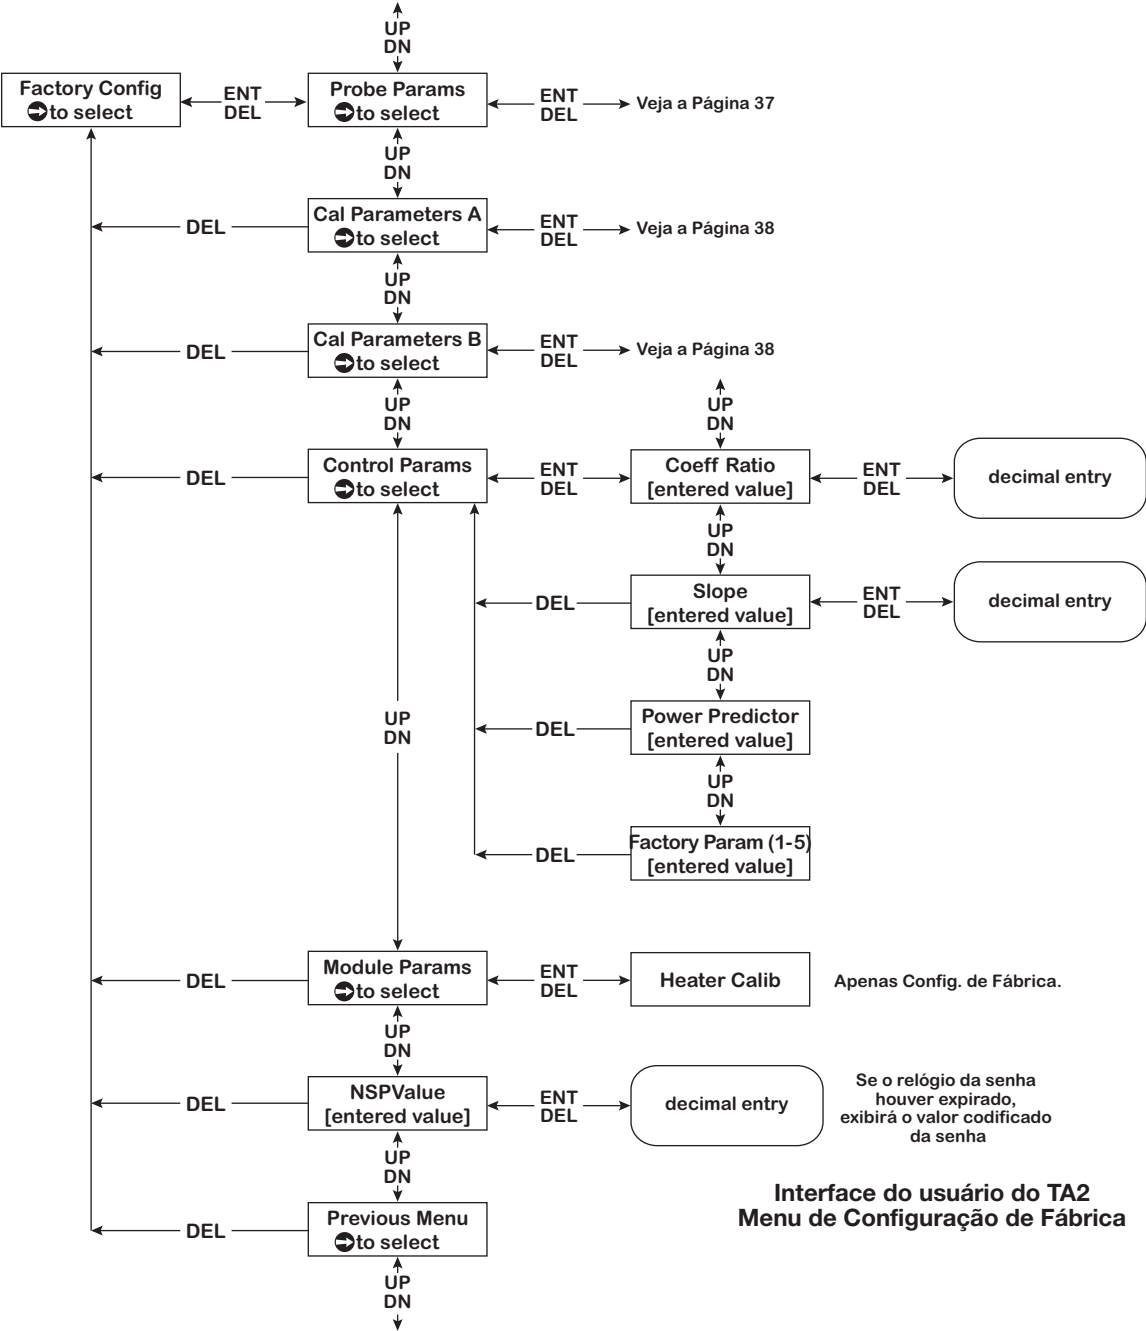 UP
DN
Factory Config
to select
ENT
DEL
Probe Params
to select
ENT
DEL
Veja a Página 37
UP
DN
DEL
Cal Parameters A
to select
ENT
DEL
Veja a Página 38
UP
DN
DEL
Cal Parameters B
to select
ENT
DEL
Veja a Página 38
UP
DN
UP
DN
DEL
Control Params
to select
ENT
DEL
Coeff Ratio
[entered value]
ENT
DEL
decimal entry
UP
DN
DEL
Slope
[entered value]
ENT
DEL
decimal entry
UP
DN
UP
DN
DEL
Power Predictor
[entered value]
UP
DN
DEL
Factory Param (1-5)
[entered value]
DEL
Module Params
to select
ENT
DEL
Heater Calib
Apenas Config. de Fábrica.
UP
DN
DEL
NSPValue
[entered value]
ENT
DEL
decimal entry
Se o relógio da senha
houver expirado,
exibirá o valor codificado
da senha
UP
DN
DEL
Previous Menu
to select
UP
DN
Interface do usuário do TA2
Menu de Configuração de Fábrica